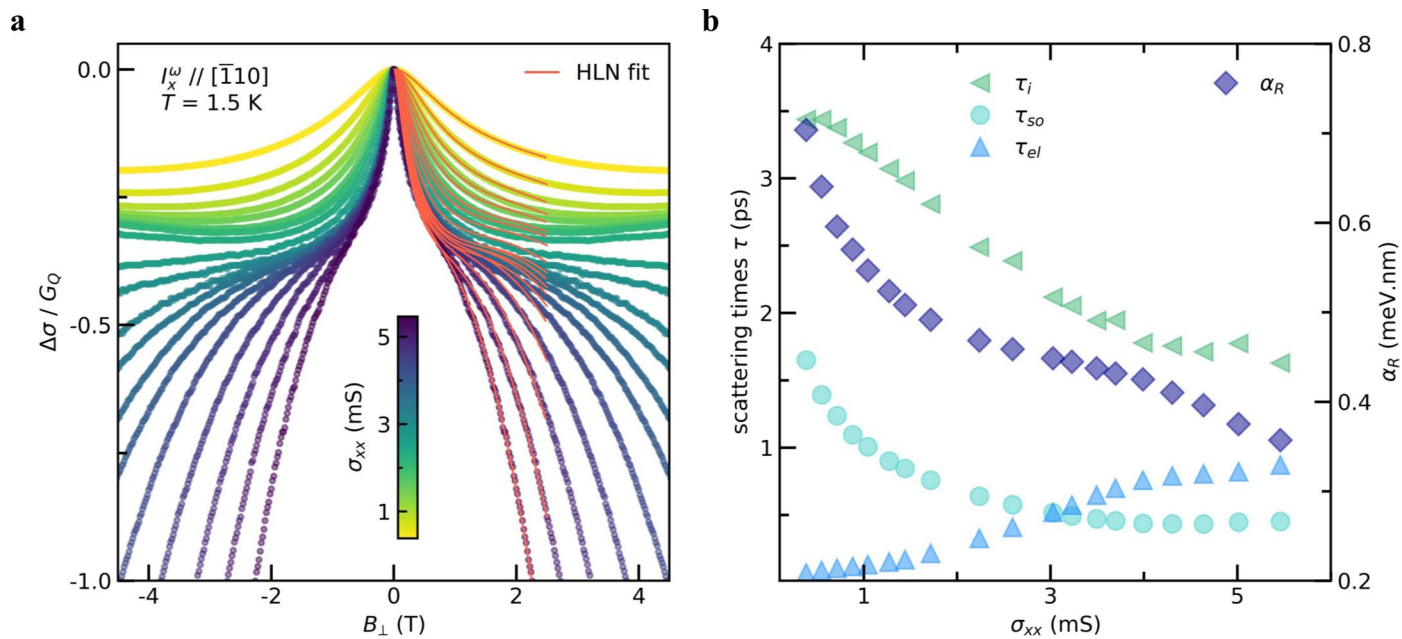 a
I_x^ω // [1̅10]
T = 1.5 K
HLN fit
0.0
-0.5
-1.0
Δσ / G_Q
-4
-2
0
2
4
B_⊥ (T)
σ_xx (mS)
5
3
1
b
τ_i
τ_so
τ_el
α_R
4
3
2
1
scattering times τ (ps)
1
3
5
σ_xx (mS)
0.8
0.6
0.4
0.2
α_R (meV.nm)